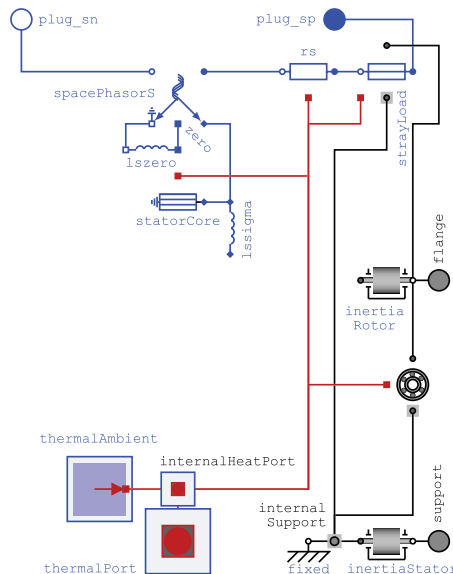 plug_sn
plug_sp
rs
spacePhasorS
strayLoad
zero
lszero
statorCore
lssigma
flange
inertia
Rotor
thermalAmbient
internalHeatPort
support
internal
Support
thermalPort
fixed
inertiaStator